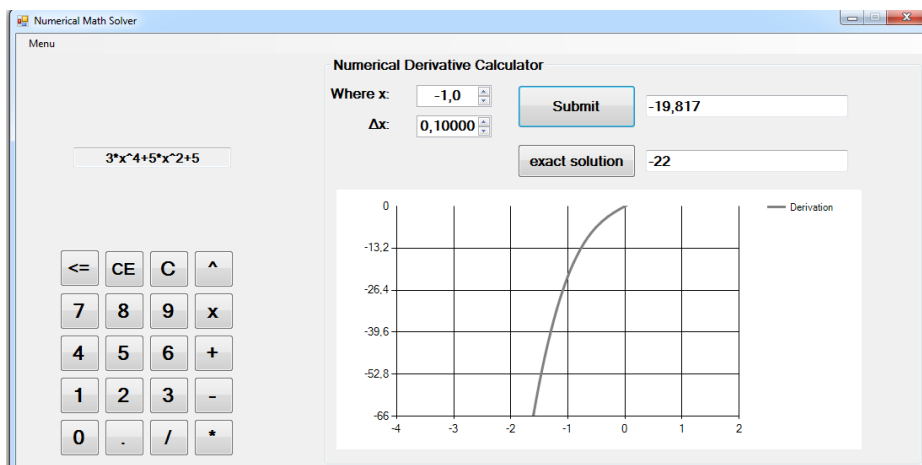 Numerical Math Solver
Menu
Numerical Derivative Calculator
Where x: -1,0 Submit -19,817
Δx: 0,10000
3*x^4+5*x^2+5
exact solution -22
Derivation
0
-13,2
-26,4
-39,6
-52,8
-66
-4 -3 -2 -1 0 1 2
<= CE C ^
7 8 9 x
4 5 6 +
1 2 3 -
0 . / *